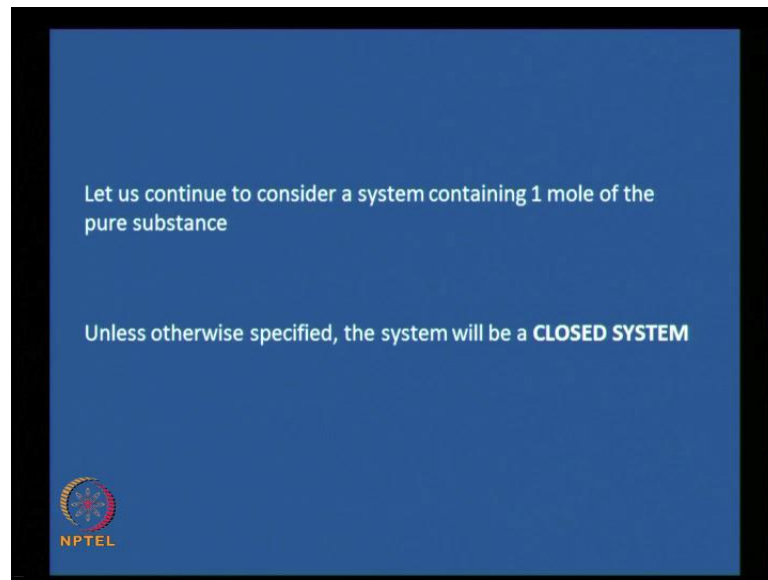 Let us continue to consider a system containing 1 mole of the
pure substance
Unless otherwise specified, the system will be a CLOSED SYSTEM
NPTEL